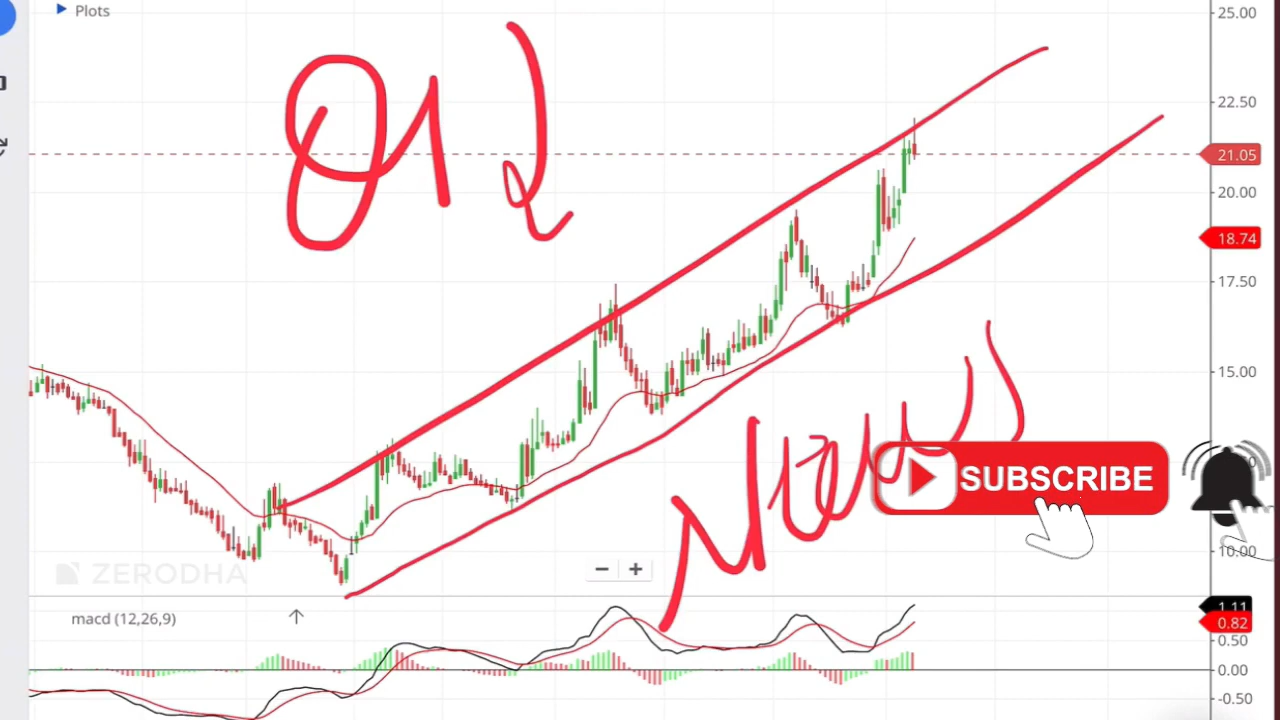 Plots
25.00
22.50
21.05
20.00
18.74
17.50
15.00
SUBSCRIBE
10.00
ZERODHA
− +
macd (12,26,9)
1.11
0.82
0.50
0.00
-0.50
News